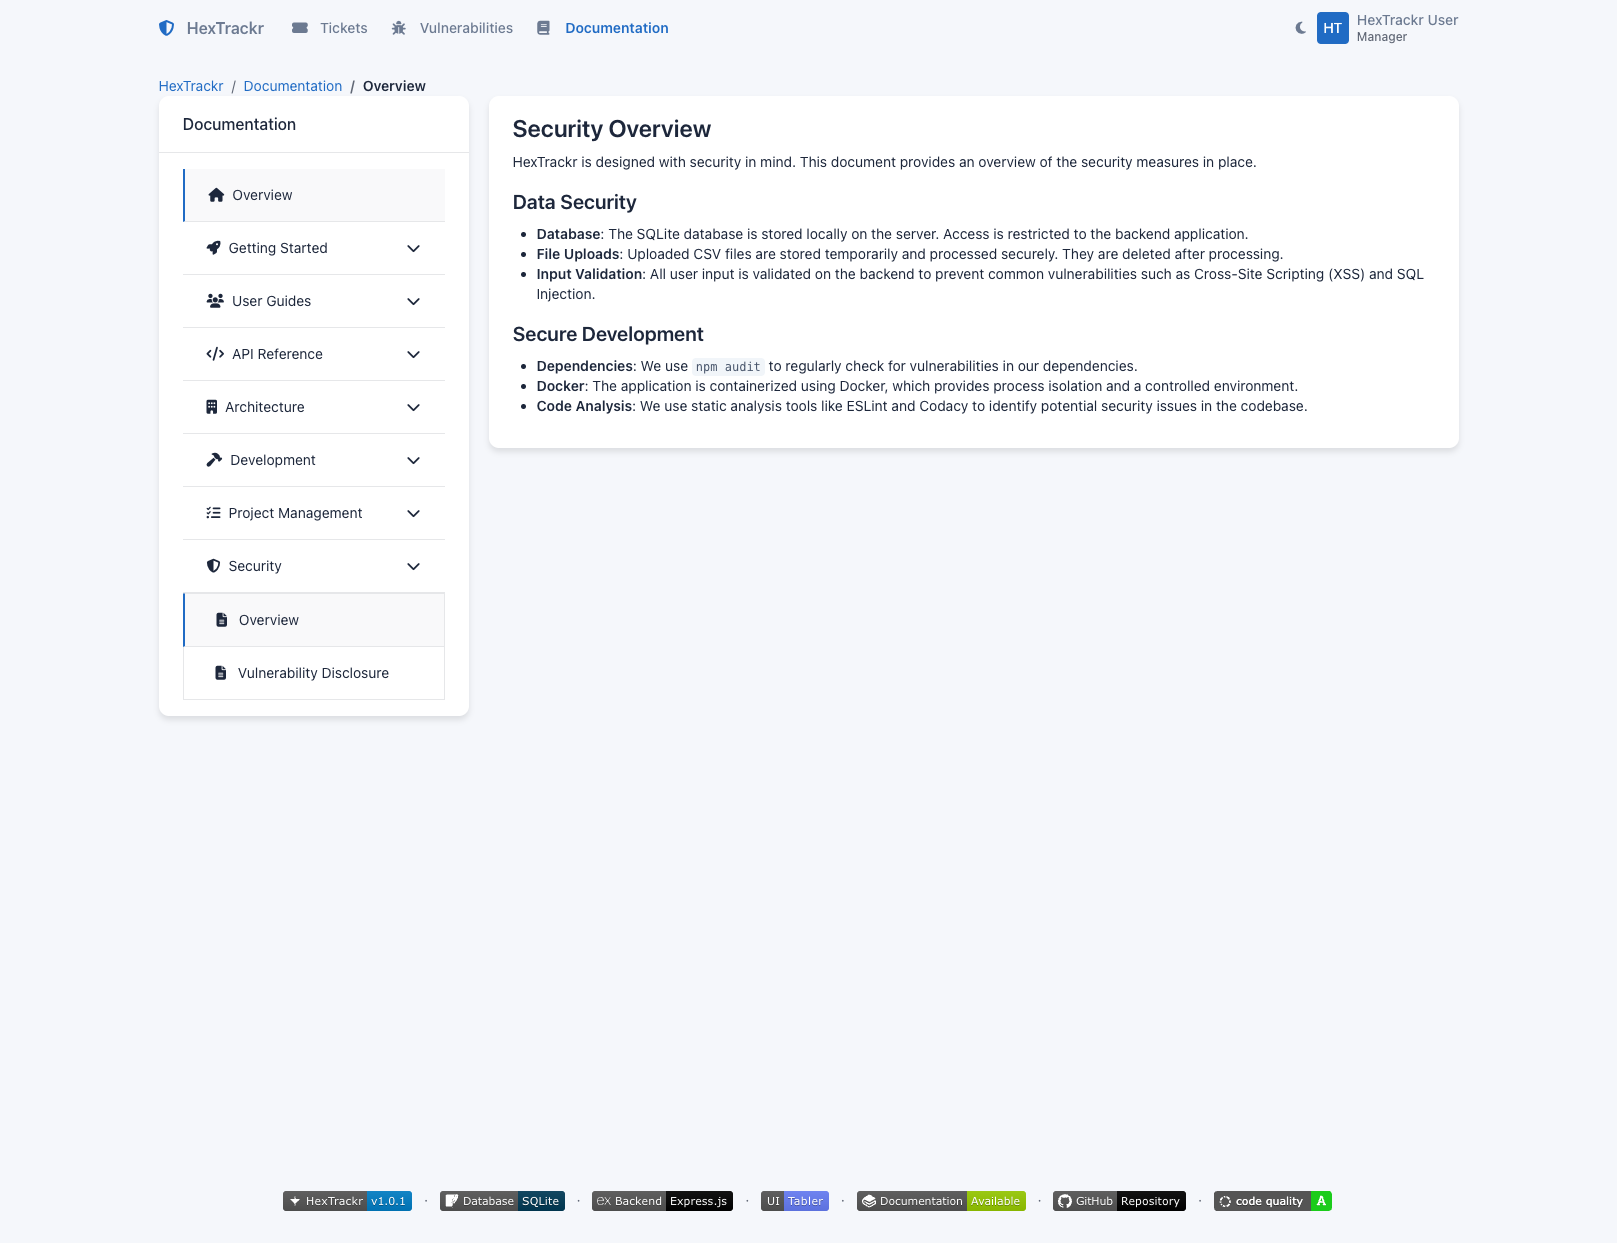 HexTrackr
Tickets
Vulnerabilities
Documentation
HT
HexTrackr User
Manager
HexTrackr / Documentation / Overview
Documentation
Overview
Getting Started
User Guides
API Reference
Architecture
Development
Project Management
Security
Overview
Vulnerability Disclosure
Security Overview
HexTrackr is designed with security in mind. This document provides an overview of the security measures in place.
Data Security
• Database: The SQLite database is stored locally on the server. Access is restricted to the backend application.
• File Uploads: Uploaded CSV files are stored temporarily and processed securely. They are deleted after processing.
• Input Validation: All user input is validated on the backend to prevent common vulnerabilities such as Cross-Site Scripting (XSS) and SQL
Injection.
Secure Development
• Dependencies: We use npm audit to regularly check for vulnerabilities in our dependencies.
• Docker: The application is containerized using Docker, which provides process isolation and a controlled environment.
• Code Analysis: We use static analysis tools like ESLint and Codacy to identify potential security issues in the codebase.
HexTrackr v1.0.1 · Database SQLite · ex Backend Express.js · UI Tabler · Documentation Available · GitHub Repository · code quality A